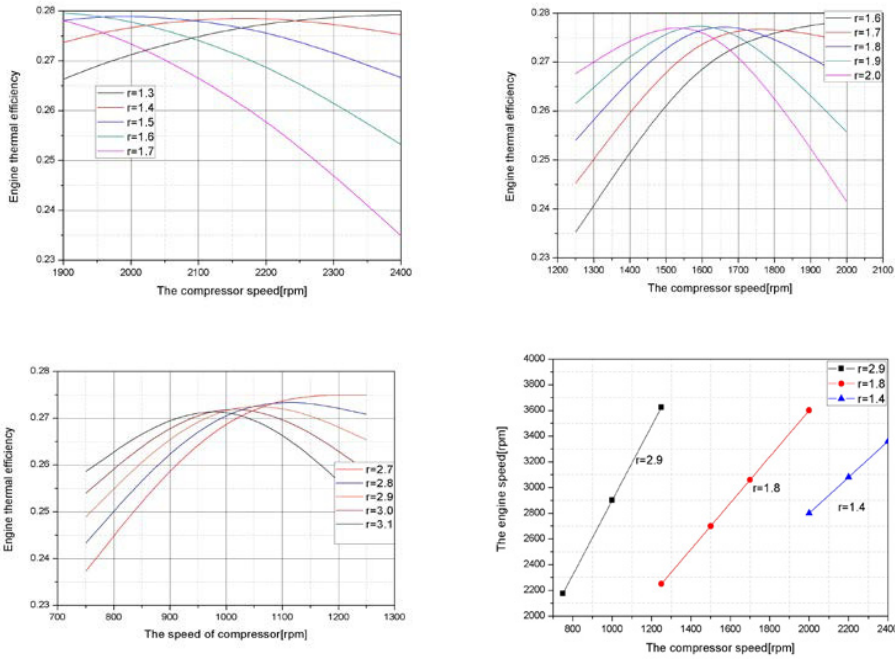 0.28
0.27
0.26
0.25
0.24
0.23
Engine thermal efficiency
r=1.3
r=1.4
r=1.5
r=1.6
r=1.7
1900 2000 2100 2200 2300 2400
The compressor speed[rpm]
0.28
0.27
0.26
0.25
0.24
0.23
Engine thermal efficiency
r=1.6
r=1.7
r=1.8
r=1.9
r=2.0
1200 1300 1400 1500 1600 1700 1800 1900 2000 2100
The compressor speed[rpm]
0.28
0.27
0.26
0.25
0.24
0.23
Engine thermal efficiency
r=2.7
r=2.8
r=2.9
r=3.0
r=3.1
700 800 900 1000 1100 1200 1300
The speed of compressor[rpm]
4000
3800
3600
3400
3200
3000
2800
2600
2400
2200
2000
The engine speed[rpm]
r=2.9
r=1.8
r=1.4
r=2.9
r=1.8
r=1.4
800 1000 1200 1400 1600 1800 2000 2200 2400
The compressor speed[rpm]